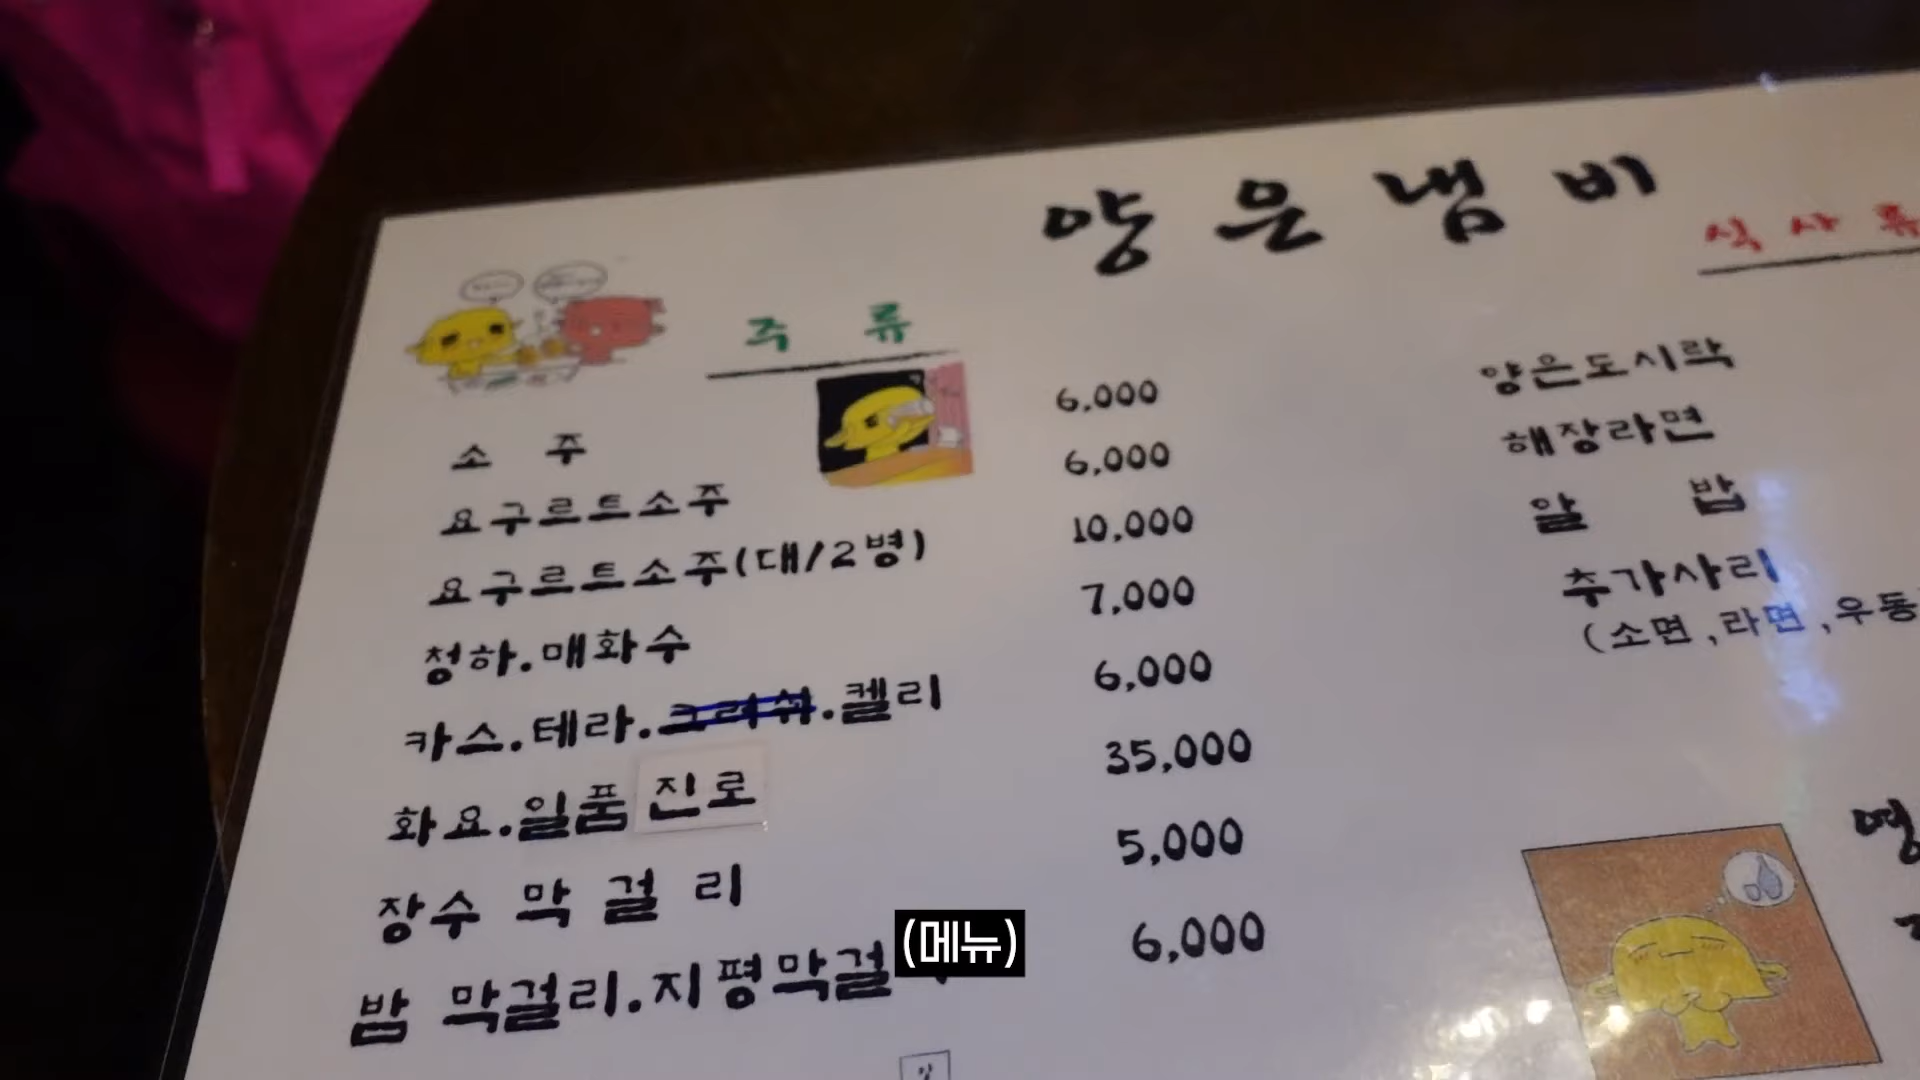 양은냄비
주류
소주 6,000
요구르트소주 6,000
요구르트소주(대/2병) 10,000
청하.매화수 7,000
카스.테라.크러쉬.켈리 6,000
화요.일품진로 35,000
장수막걸리 5,000
밤막걸리.지평막걸 6,000
식사류
양은도시락
해장라면
알밥
추가사리
(소면,라면,우동
(메뉴)